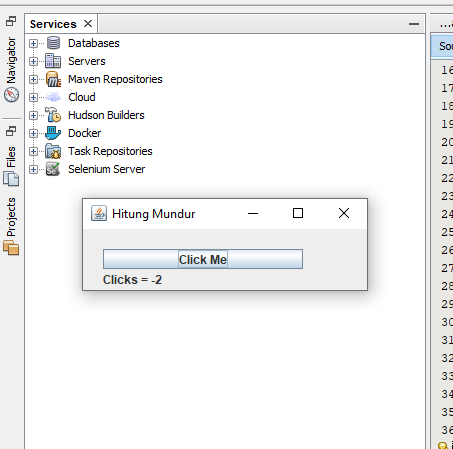 Services
...a
Navigator
Files
Projects
Databases
Servers
Maven Repositories
Cloud
Hudson Builders
Docker
Task Repositories
Selenium Server
Hitung Mundur
Click Me
Clicks = -2
Sou
16
17
18
19
20
21
22
23
24
25
26
27
28
29
30
31
32
33
34
35
36